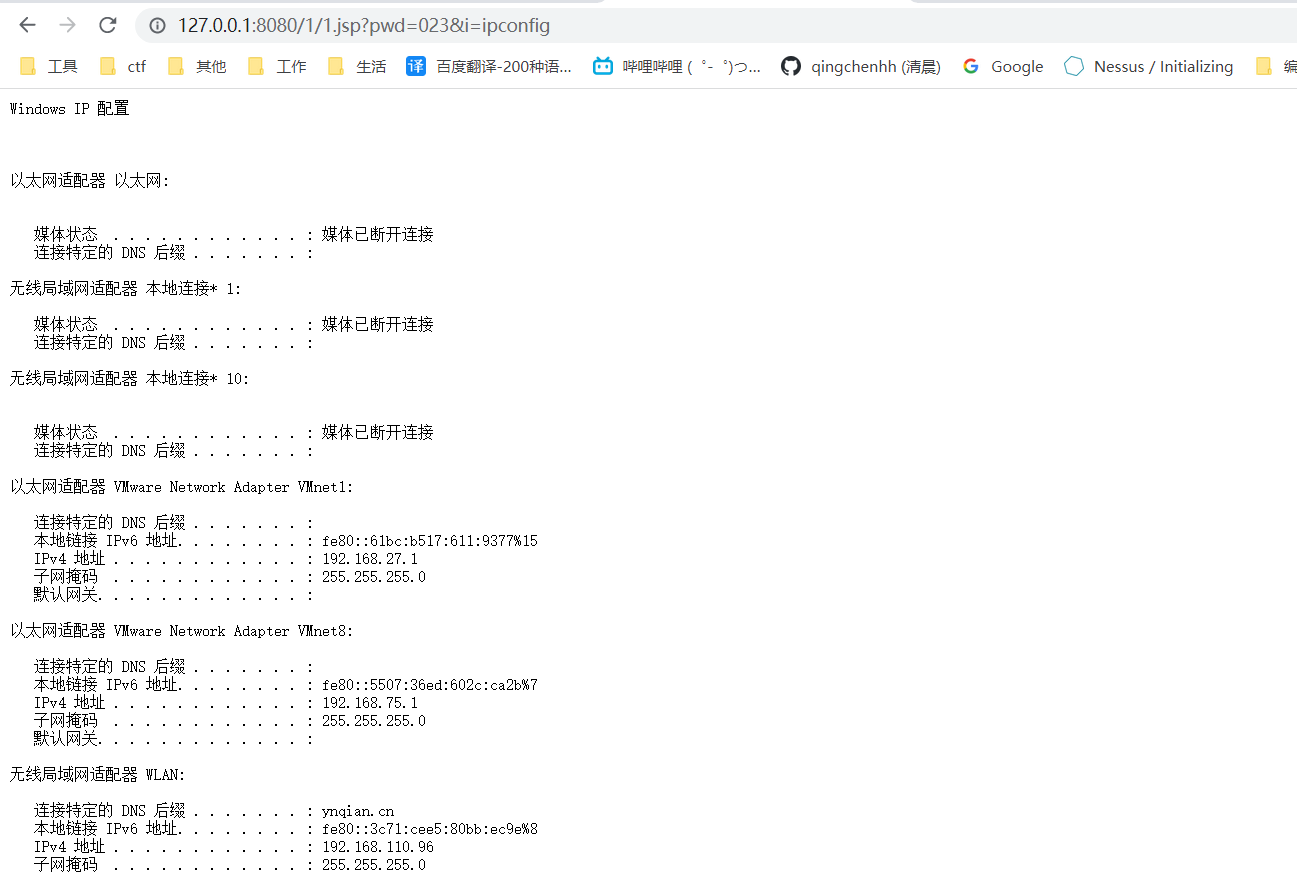 127.0.0.1:8080/1/1.jsp?pwd=023&i=ipconfig
工具 ctf 其他 工作 生活 译 百度翻译-200种语... 哔哩哔哩 ( ゜- ゜)つ... qingchenhh (清晨) Google Nessus / Initializing 编
Windows IP 配置
以太网适配器 以太网:
媒体状态 . . . . . . . . . . . . : 媒体已断开连接
连接特定的 DNS 后缀 . . . . . . . :
无线局域网适配器 本地连接* 1:
媒体状态 . . . . . . . . . . . . : 媒体已断开连接
连接特定的 DNS 后缀 . . . . . . . :
无线局域网适配器 本地连接* 10:
媒体状态 . . . . . . . . . . . . : 媒体已断开连接
连接特定的 DNS 后缀 . . . . . . . :
以太网适配器 VMware Network Adapter VMnet1:
连接特定的 DNS 后缀 . . . . . . . :
本地链接 IPv6 地址. . . . . . . . : fe80::61bc:b517:611:9377%15
IPv4 地址 . . . . . . . . . . . . : 192.168.27.1
子网掩码 . . . . . . . . . . . . : 255.255.255.0
默认网关. . . . . . . . . . . . . :
以太网适配器 VMware Network Adapter VMnet8:
连接特定的 DNS 后缀 . . . . . . . :
本地链接 IPv6 地址. . . . . . . . : fe80::5507:36ed:602c:ca2b%7
IPv4 地址 . . . . . . . . . . . . : 192.168.75.1
子网掩码 . . . . . . . . . . . . : 255.255.255.0
默认网关. . . . . . . . . . . . . :
无线局域网适配器 WLAN:
连接特定的 DNS 后缀 . . . . . . . : ynqian.cn
本地链接 IPv6 地址. . . . . . . . : fe80::3c71:cee5:80bb:ec9e%8
IPv4 地址 . . . . . . . . . . . . : 192.168.110.96
子网掩码 . . . . . . . . . . . . : 255.255.255.0